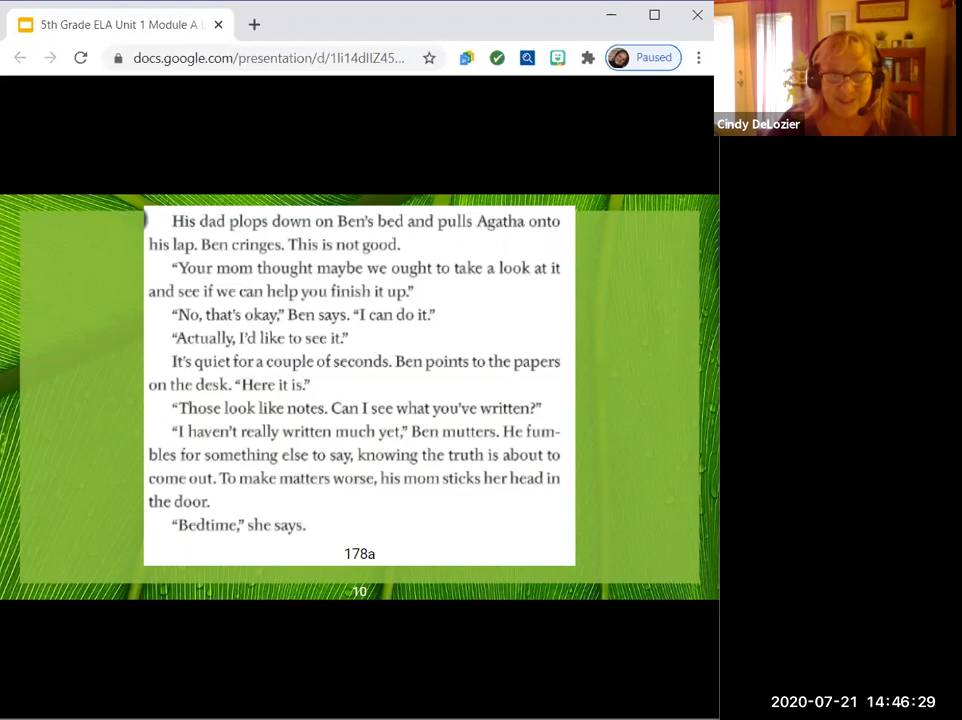 5th Grade ELA Unit 1 Module A L
docs.google.com/presentation/d/1Ii14dIIZ45...
Paused
Cindy DeLozier
His dad plops down on Ben's bed and pulls Agatha onto
his lap. Ben cringes. This is not good.
“Your mom thought maybe we ought to take a look at it
and see if we can help you finish it up.”
“No, that's okay,” Ben says. “I can do it.”
“Actually, I'd like to see it.”
It's quiet for a couple of seconds. Ben points to the papers
on the desk. “Here it is.”
“Those look like notes. Can I see what you've written?”
“I haven't really written much yet,” Ben mutters. He fum-
bles for something else to say, knowing the truth is about to
come out. To make matters worse, his mom sticks her head in
the door.
“Bedtime,” she says.
178a
10
2020-07-21 14:46:29